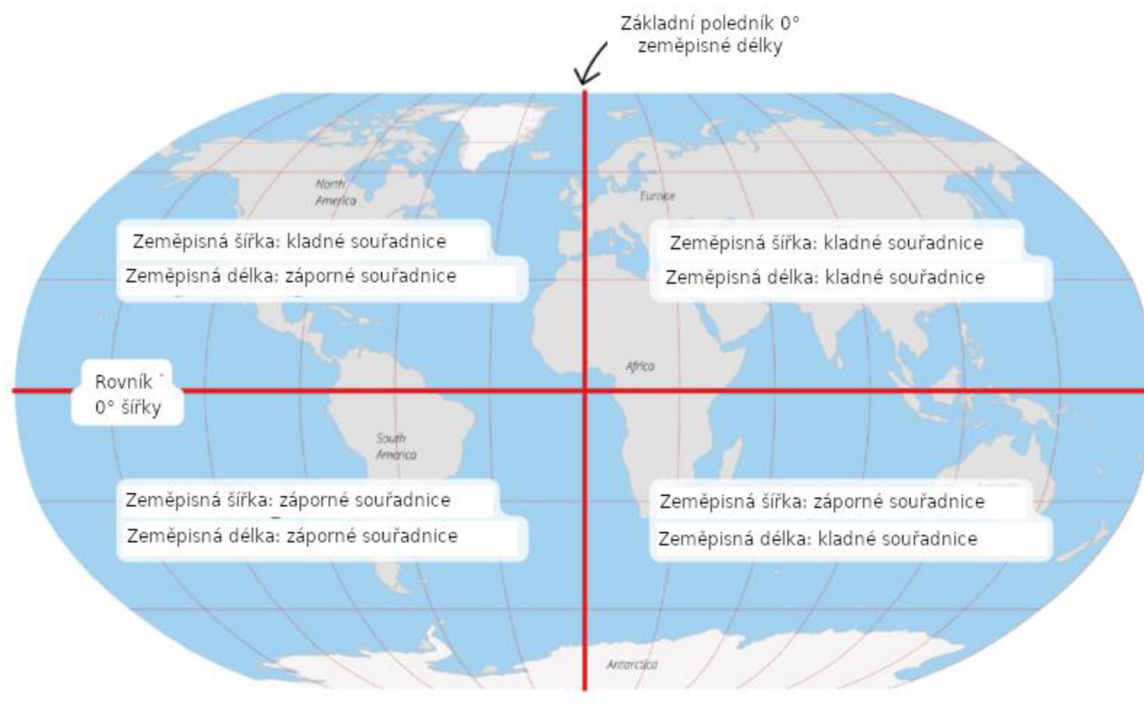 Základní poledník 0°
zeměpisné délky
North
America
Europe
Zeměpisná šířka: kladné souřadnice
Zeměpisná délka: záporné souřadnice
Zeměpisná šířka: kladné souřadnice
Zeměpisná délka: kladné souřadnice
Africa
Rovník
0° šířky
South
America
Zeměpisná šířka: záporné souřadnice
Zeměpisná délka: záporné souřadnice
Zeměpisná šířka: záporné souřadnice
Zeměpisná délka: kladné souřadnice
Antarctica